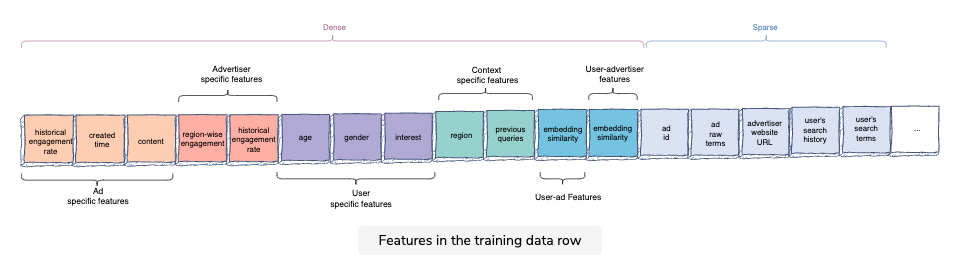 Dense
Sparse
Advertiser
specific features
Context
specific features
User-advertiser
features
historical
engagement
rate
created
time
content
region-wise
engagement
historical
engagement
rate
age
gender
interest
region
previous
queries
embedding
similarity
embedding
similarity
ad
id
ad
raw
terms
advertiser
website
URL
user's
search
history
user's
search
terms
...
Ad
specific features
User
specific features
User-ad Features
Features in the training data row